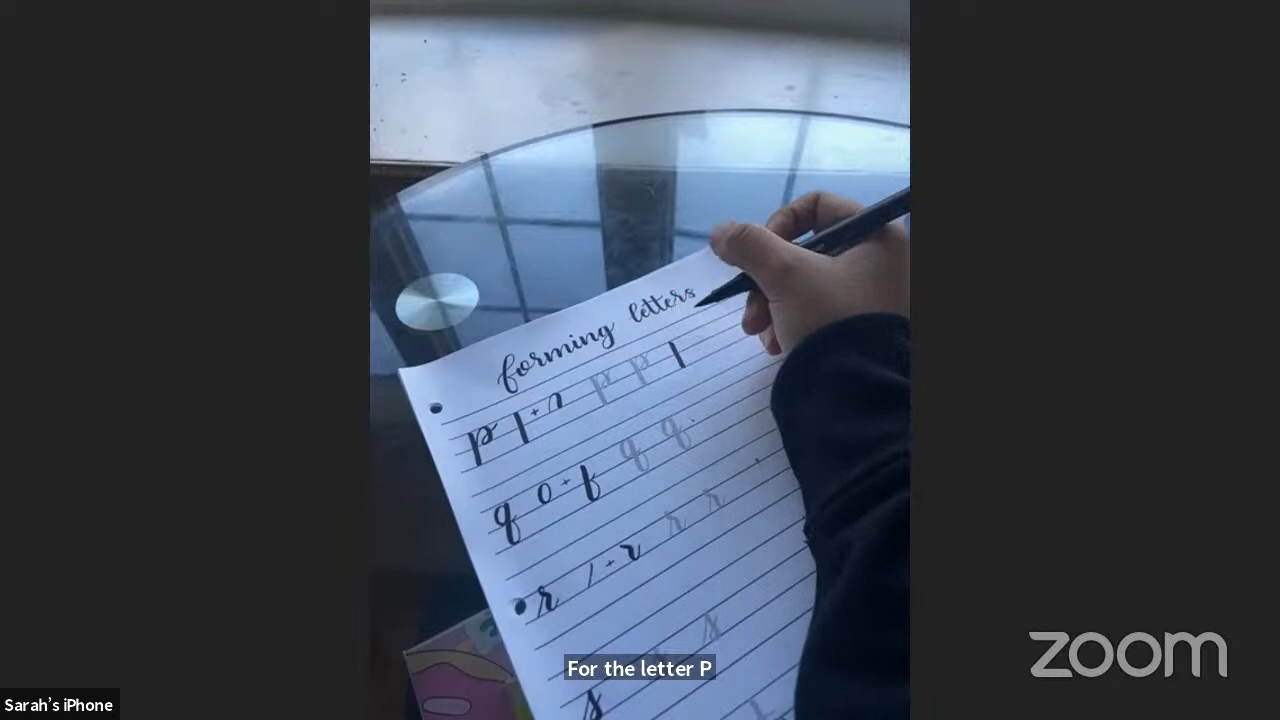 forming letters
p l + n p p l
q o + f q q
r / + r r r
s
s
For the letter P
Sarah's iPhone
zoom